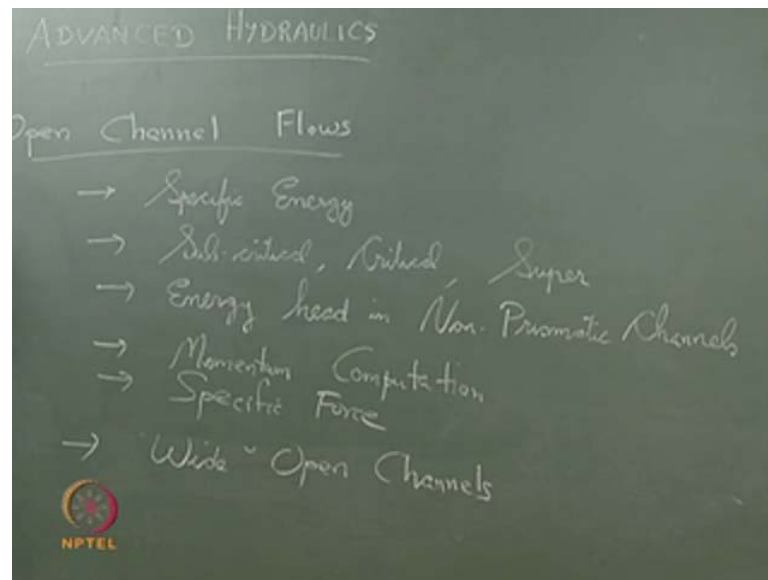 ADVANCED HYDRAULICS
Open Channel Flows
→ Specific Energy
→ Sub-critical, Critical, Super
→ Energy head in Non-Prismatic Channels
→ Momentum Computation
→ Specific Force
→ "Wide" Open Channels
NPTEL